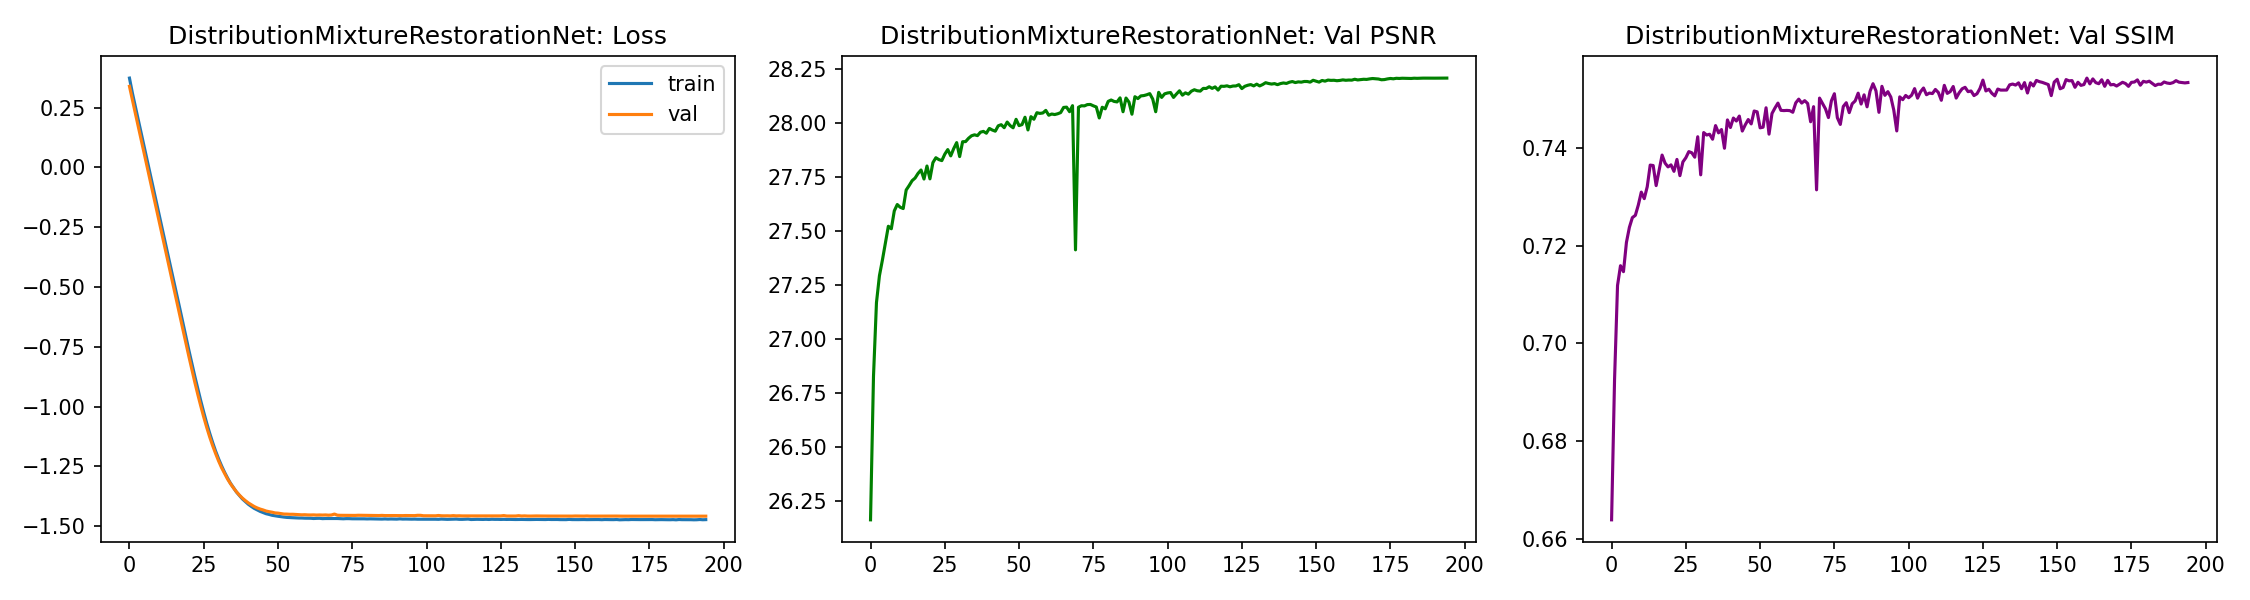 DistributionMixtureRestorationNet: Loss
train
val
0.25
0.00
−0.25
−0.50
−0.75
−1.00
−1.25
−1.50
0 25 50 75 100 125 150 175 200
DistributionMixtureRestorationNet: Val PSNR
28.25
28.00
27.75
27.50
27.25
27.00
26.75
26.50
26.25
0 25 50 75 100 125 150 175 200
DistributionMixtureRestorationNet: Val SSIM
0.74
0.72
0.70
0.68
0.66
0 25 50 75 100 125 150 175 200